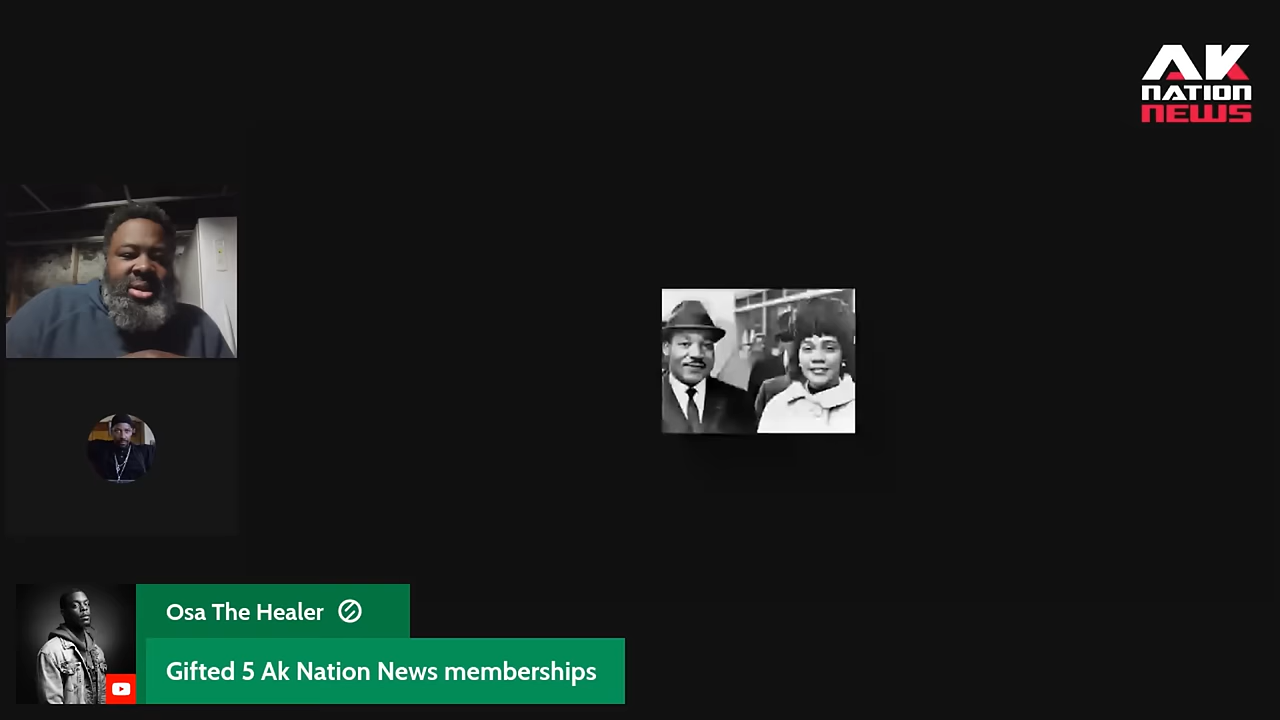 AK
NATION
NEWS
Osa The Healer
Gifted 5 Ak Nation News memberships